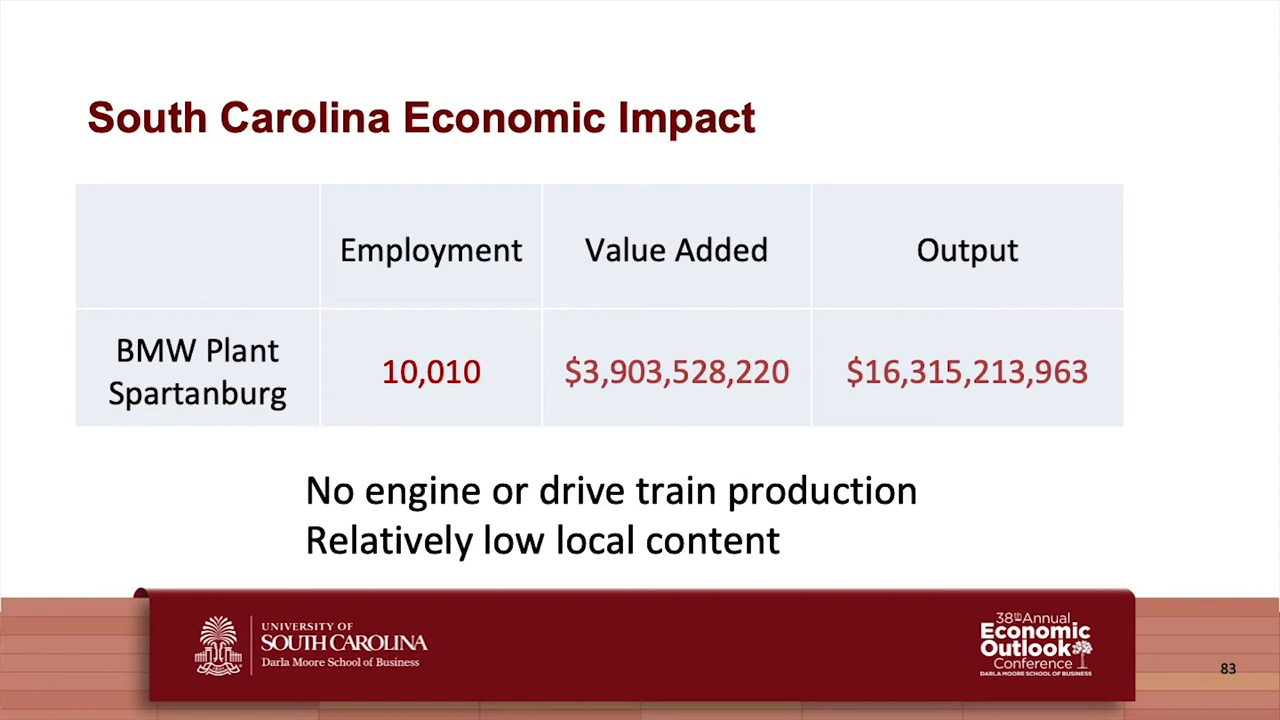 South Carolina Economic Impact
Employment
Value Added
Output
BMW Plant
Spartanburg
10,010
$3,903,528,220
$16,315,213,963
No engine or drive train production
Relatively low local content
UNIVERSITY OF
SOUTH CAROLINA
Darla Moore School of Business
38th Annual
Economic
Outlook
Conference
DARLA MOORE SCHOOL OF BUSINESS
83